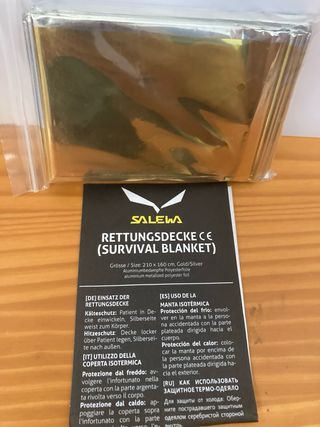 SALEWA
RETTUNGSDECKE CE
(SURVIVAL BLANKET)
Grösse / Size: 210 x 160 cm, Gold/Silver
Aluminiumbedampfte Polyesterfolie
aluminium metalized polyester foil
[DE] EINSATZ DER
RETTUNGSDECKE
Kälteschutz: Patient in De-
cke einwickeln, Silberseite
weist zum Körper.
Hitzeschutz: Decke locker
über Patient legen, Silbersei-
te nach außen.
[IT] UTILIZZO DELLA
COPERTA ISOTERMICA
Protezione dal freddo: av-
volgere l'infortunato nella
coperta con parte argenta
rivolta verso il corpo.
Protezione dal caldo: ap-
poggiare la coperta sopra
l'infortunato con la parte
[ES] USO DE LA
MANTA ISOTÉRMICA
Protección del frío: envol-
ver en la manta a la perso-
na accidentada con la parte
plateada dirigida hacia el
cuerpo.
Protección del calor: colo-
car la manta por encima de
la persona accidentada con
la parte plateada dirigida ha-
cia el exterior.
[RU] КАК ИСПОЛЬЗОВАТЬ
ЗАЩИТНОЕ ТЕРМО-ОДЕЯЛО
Для защиты от холода: Обер-
ните пострадавшего защитным
одеялом серебристой стороной